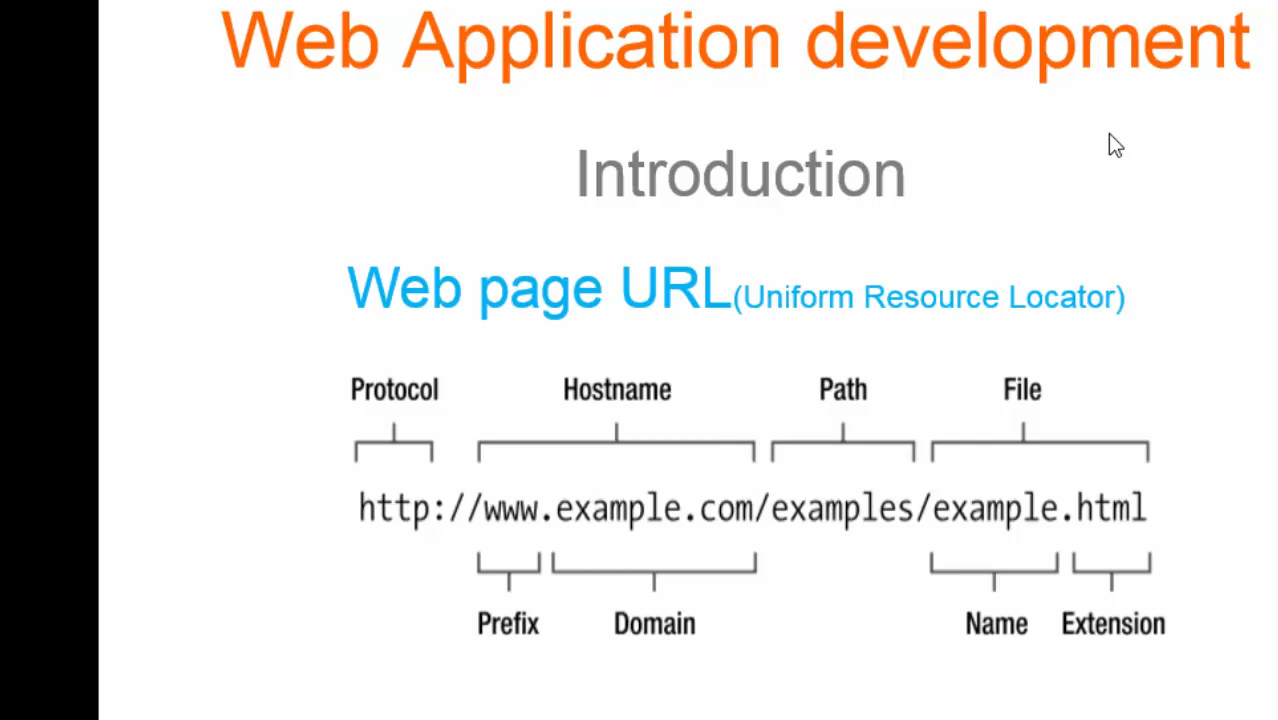 Web Application development
Introduction
Web page URL(Uniform Resource Locator)
Protocol Hostname Path File
http://www.example.com/examples/example.html
Prefix Domain Name Extension